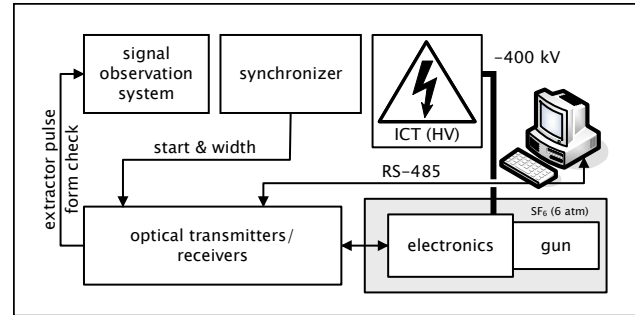 signal
observation
system
synchronizer
−400 kV
ICT (HV)
extractor pulse
form check
start & width
RS−485
SF₆ (6 atm)
optical transmitters/
receivers
electronics
gun